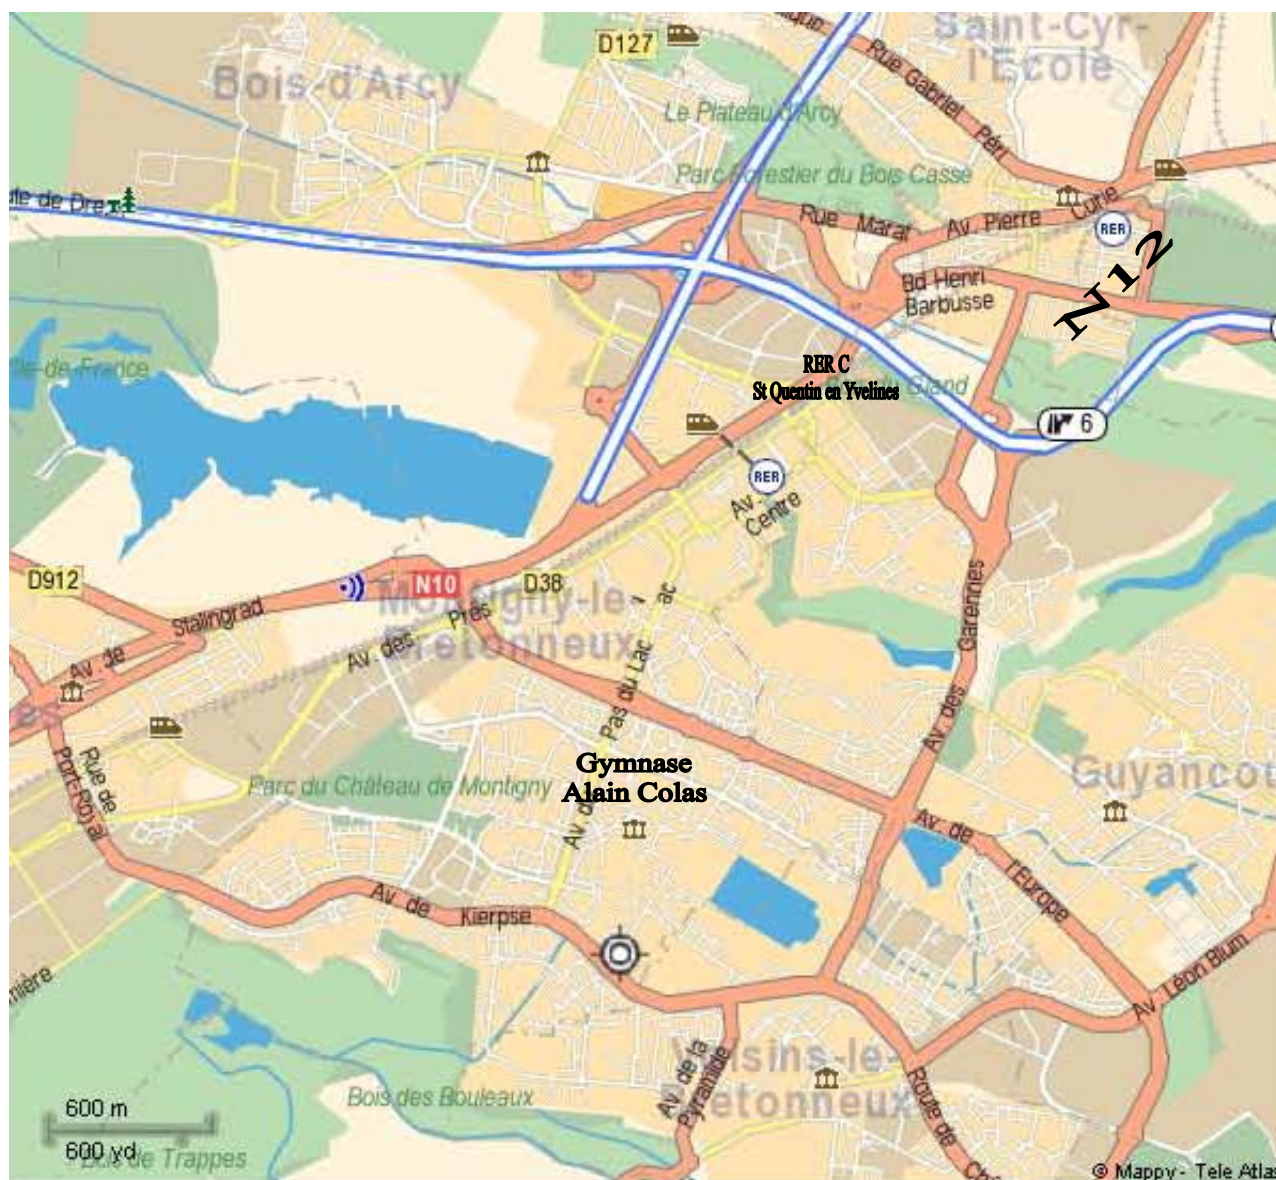 D127
Saint-Cyr-
l'École
Rue Gabriel Péri
Bois-d'Arcy
Le Plateau d'Arcy
Parc Forestier du Bois Cassé
Rue Marat
Av. Pierre Curie
RER
N12
Bd Henri
Barbusse
RER C
St Quentin en Yvelines
6
RER
Av.
Centre
D912
N10
D38
Stalingrad
Av. de
Montigny-le-
Bretonneux
Av. des Prés
Pas du Lac
Av. des Garennes
Rue de
Port-Royal
Gymnase
Alain Colas
Parc du Château de Montigny
Guyancourt
Av. de
l'Europe
Av. de Kierpse
Av. Léon Blum
Voisins-le-
Bretonneux
Av. de la
Pyramide
Route de
Bois des Bouleaux
600 m
600 yd
Bois de Trappes
© Mappy - Tele Atlas